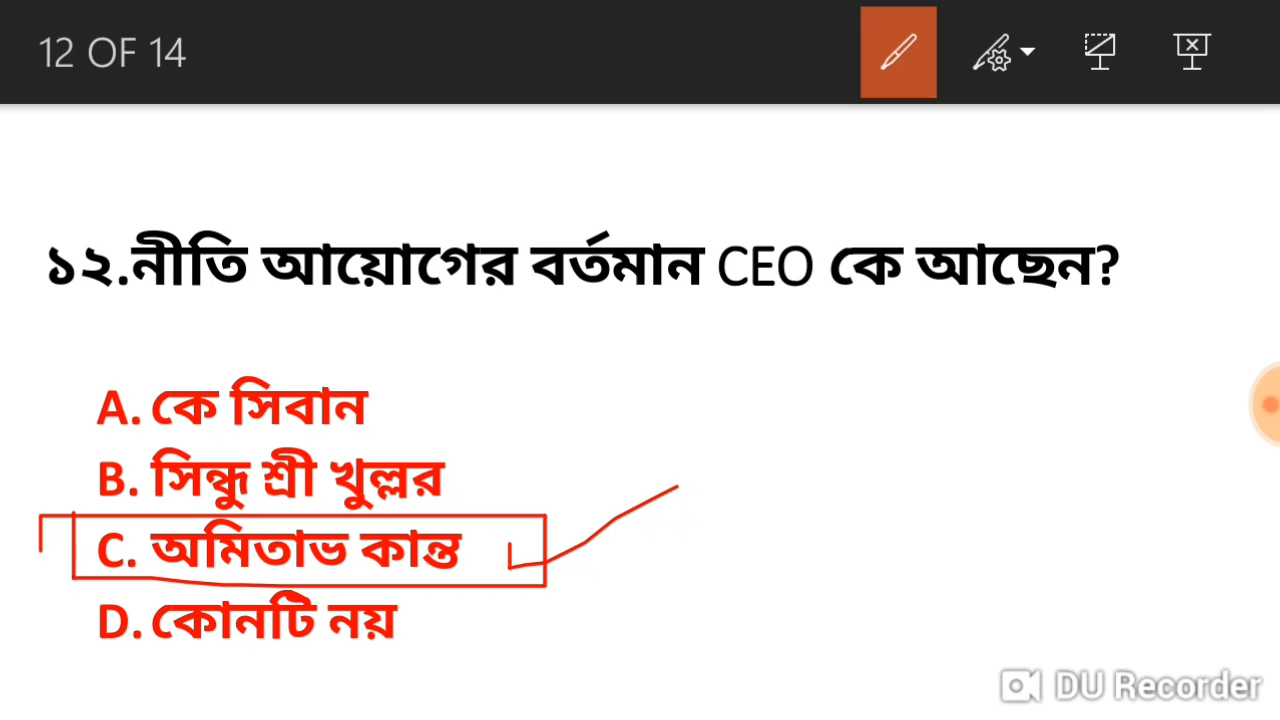 12 OF 14
১২.নীতি আয়োগের বর্তমান CEO কে আছেন?
A. কে সিবান
B. সিন্ধু শ্রী খুল্লর
C. অমিতাভ কান্ত
D. কোনটি নয়
DU Recorder